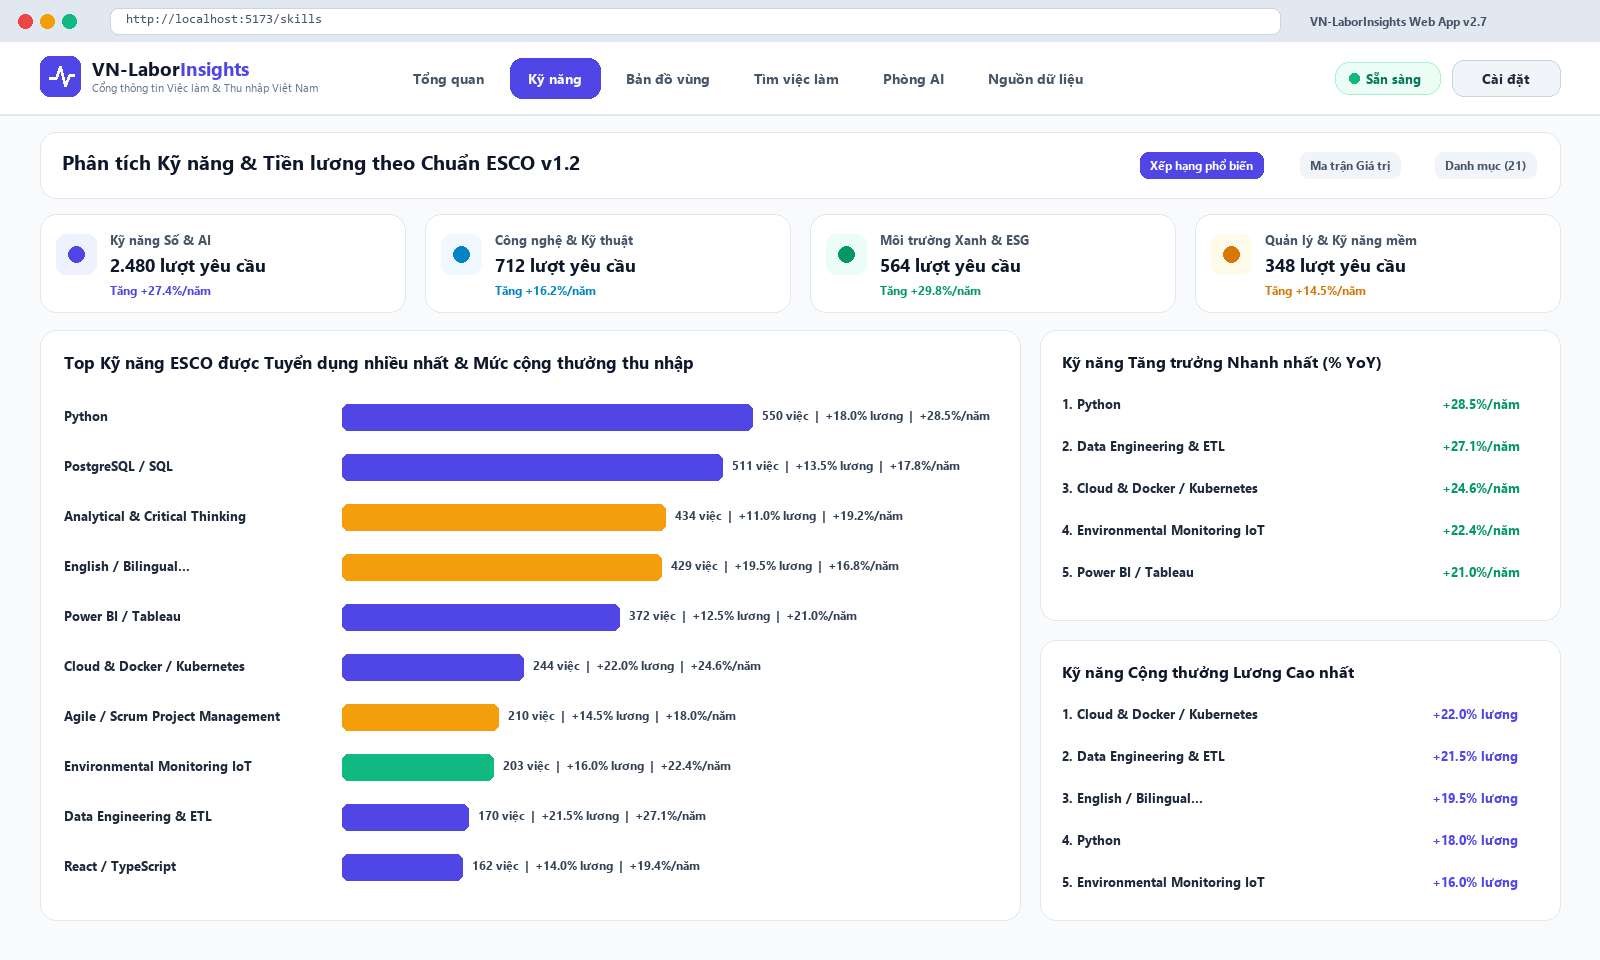 http://localhost:5173/skills
VN-LaborInsights Web App v2.7
VN-LaborInsights
Cổng thông tin Việc làm & Thu nhập Việt Nam
Tổng quan
Kỹ năng
Bản đồ vùng
Tìm việc làm
Phòng AI
Nguồn dữ liệu
Sẵn sàng
Cài đặt
Phân tích Kỹ năng & Tiền lương theo Chuẩn ESCO v1.2
Xếp hạng phổ biến
Ma trận Giá trị
Danh mục (21)
Kỹ năng Số & AI
2.480 lượt yêu cầu
Tăng +27.4%/năm
Công nghệ & Kỹ thuật
712 lượt yêu cầu
Tăng +16.2%/năm
Môi trường Xanh & ESG
564 lượt yêu cầu
Tăng +29.8%/năm
Quản lý & Kỹ năng mềm
348 lượt yêu cầu
Tăng +14.5%/năm
Top Kỹ năng ESCO được Tuyển dụng nhiều nhất & Mức cộng thưởng thu nhập
Python 550 việc | +18.0% lương | +28.5%/năm
PostgreSQL / SQL 511 việc | +13.5% lương | +17.8%/năm
Analytical & Critical Thinking 434 việc | +11.0% lương | +19.2%/năm
English / Bilingual... 429 việc | +19.5% lương | +16.8%/năm
Power BI / Tableau 372 việc | +12.5% lương | +21.0%/năm
Cloud & Docker / Kubernetes 244 việc | +22.0% lương | +24.6%/năm
Agile / Scrum Project Management 210 việc | +14.5% lương | +18.0%/năm
Environmental Monitoring IoT 203 việc | +16.0% lương | +22.4%/năm
Data Engineering & ETL 170 việc | +21.5% lương | +27.1%/năm
React / TypeScript 162 việc | +14.0% lương | +19.4%/năm
Kỹ năng Tăng trưởng Nhanh nhất (% YoY)
1. Python +28.5%/năm
2. Data Engineering & ETL +27.1%/năm
3. Cloud & Docker / Kubernetes +24.6%/năm
4. Environmental Monitoring IoT +22.4%/năm
5. Power BI / Tableau +21.0%/năm
Kỹ năng Cộng thưởng Lương Cao nhất
1. Cloud & Docker / Kubernetes +22.0% lương
2. Data Engineering & ETL +21.5% lương
3. English / Bilingual... +19.5% lương
4. Python +18.0% lương
5. Environmental Monitoring IoT +16.0% lương